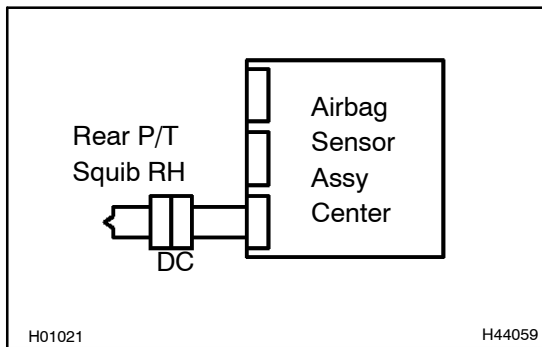 Airbag
Sensor
Assy
Center
Rear P/T
Squib RH
DC
H01021
H44059